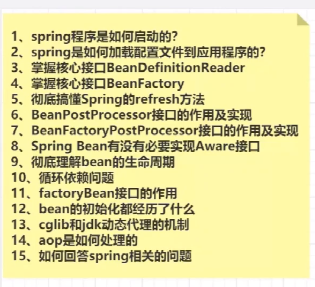 1、spring程序是如何启动的?
2、spring是如何加载配置文件到应用程序的?
3、掌握核心接口BeanDefinitionReader
4、掌握核心接口BeanFactory
5、彻底搞懂Spring的refresh方法
6、BeanPostProcessor接口的作用及实现
7、BeanFactoryPostProcessor接口的作用及实现
8、Spring Bean有没有必要实现Aware接口
9、彻底理解bean的生命周期
10、循环依赖问题
11、factoryBean接口的作用
12、bean的初始化都经历了什么
13、cglib和jdk动态代理的机制
14、aop是如何处理的
15、如何回答spring相关的问题